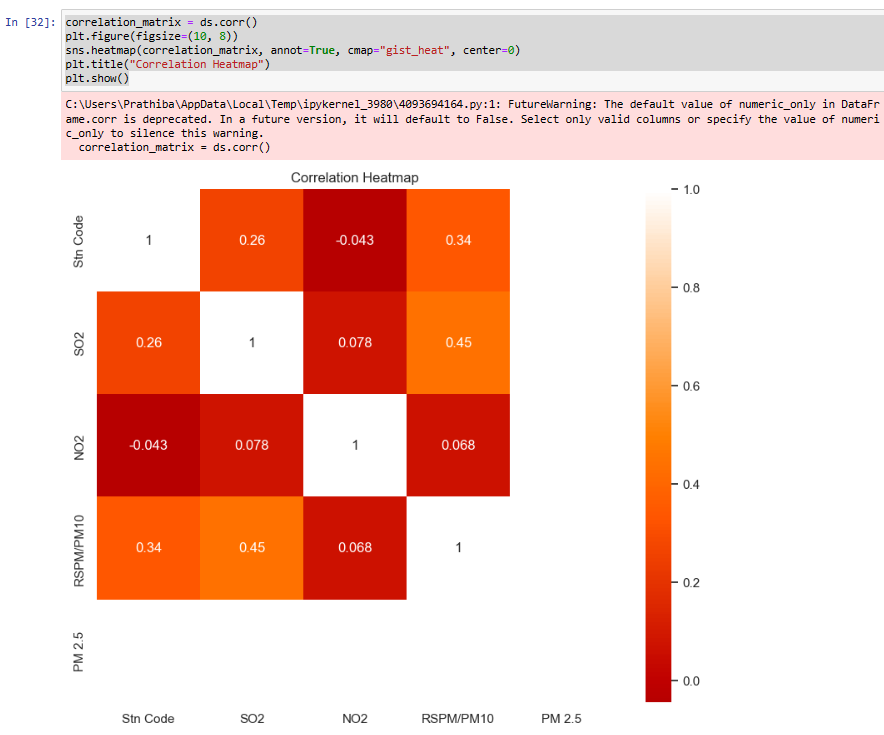 In [32]: correlation_matrix = ds.corr()
plt.figure(figsize=(10, 8))
sns.heatmap(correlation_matrix, annot=True, cmap="gist_heat", center=0)
plt.title("Correlation Heatmap")
plt.show()
C:\Users\Prathiba\AppData\Local\Temp\ipykernel_3980\4093694164.py:1: FutureWarning: The default value of numeric_only in DataFr
ame.corr is deprecated. In a future version, it will default to False. Select only valid columns or specify the value of numeri
c_only to silence this warning.
  correlation_matrix = ds.corr()
Correlation Heatmap
Stn Code 1 0.26 -0.043 0.34
SO2 0.26 1 0.078 0.45
NO2 -0.043 0.078 1 0.068
RSPM/PM10 0.34 0.45 0.068 1
PM 2.5
Stn Code SO2 NO2 RSPM/PM10 PM 2.5
1.0
0.8
0.6
0.4
0.2
0.0